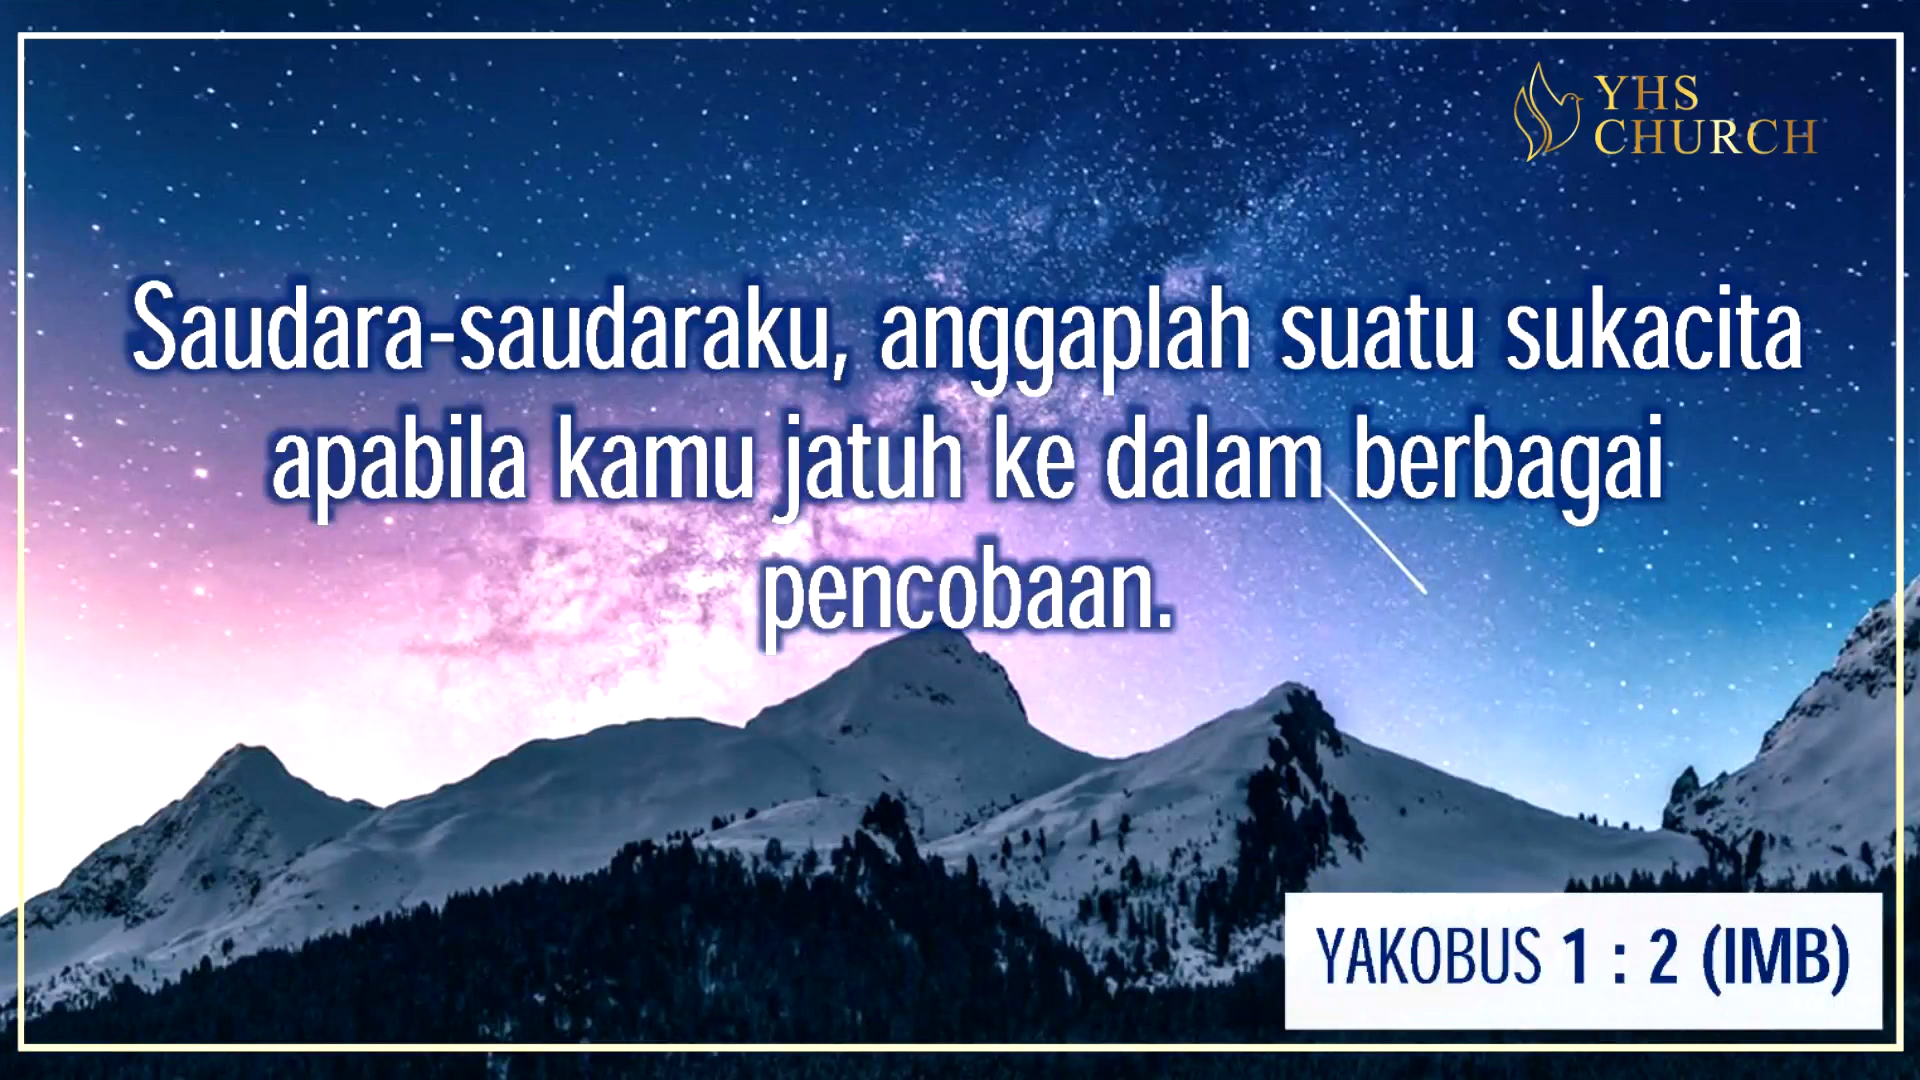 YHS
CHURCH
Saudara-saudaraku, anggaplah suatu sukacita
apabila kamu jatuh ke dalam berbagai
pencobaan.
YAKOBUS 1 : 2 (IMB)